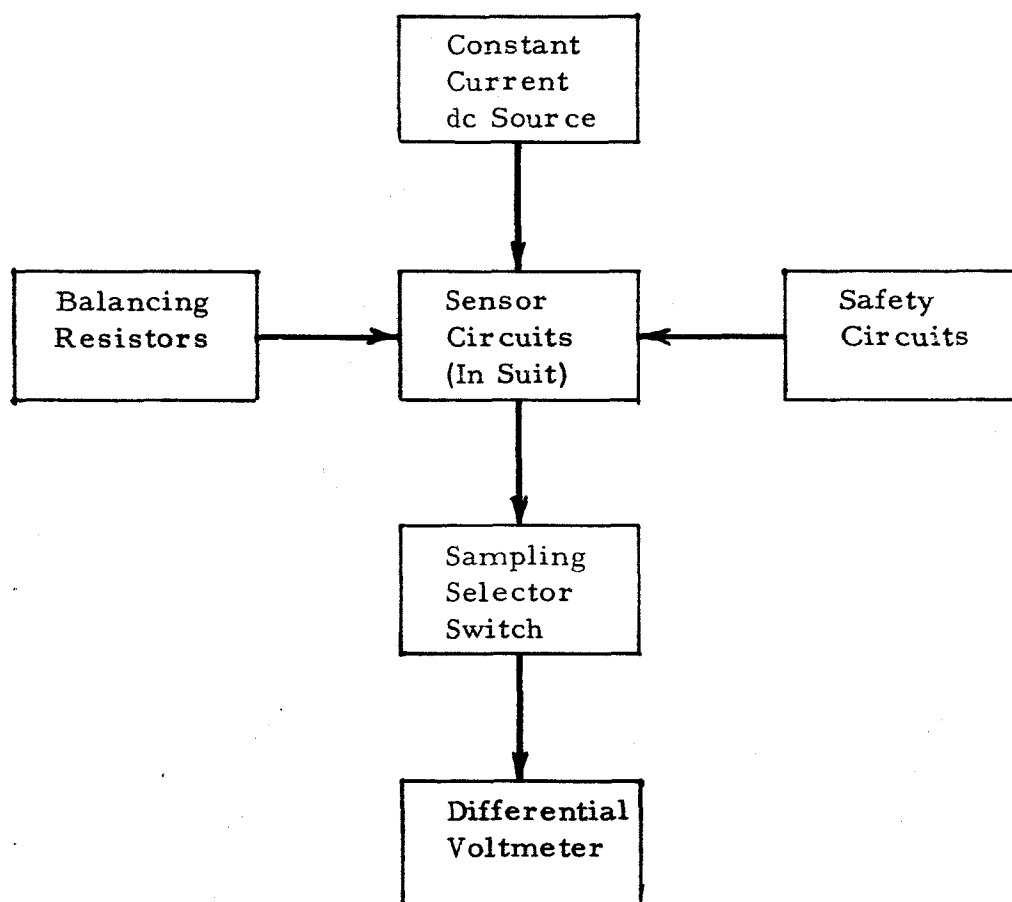 Constant
Current
dc Source
Balancing
Resistors
Sensor
Circuits
(In Suit)
Safety
Circuits
Sampling
Selector
Switch
Differential
Voltmeter